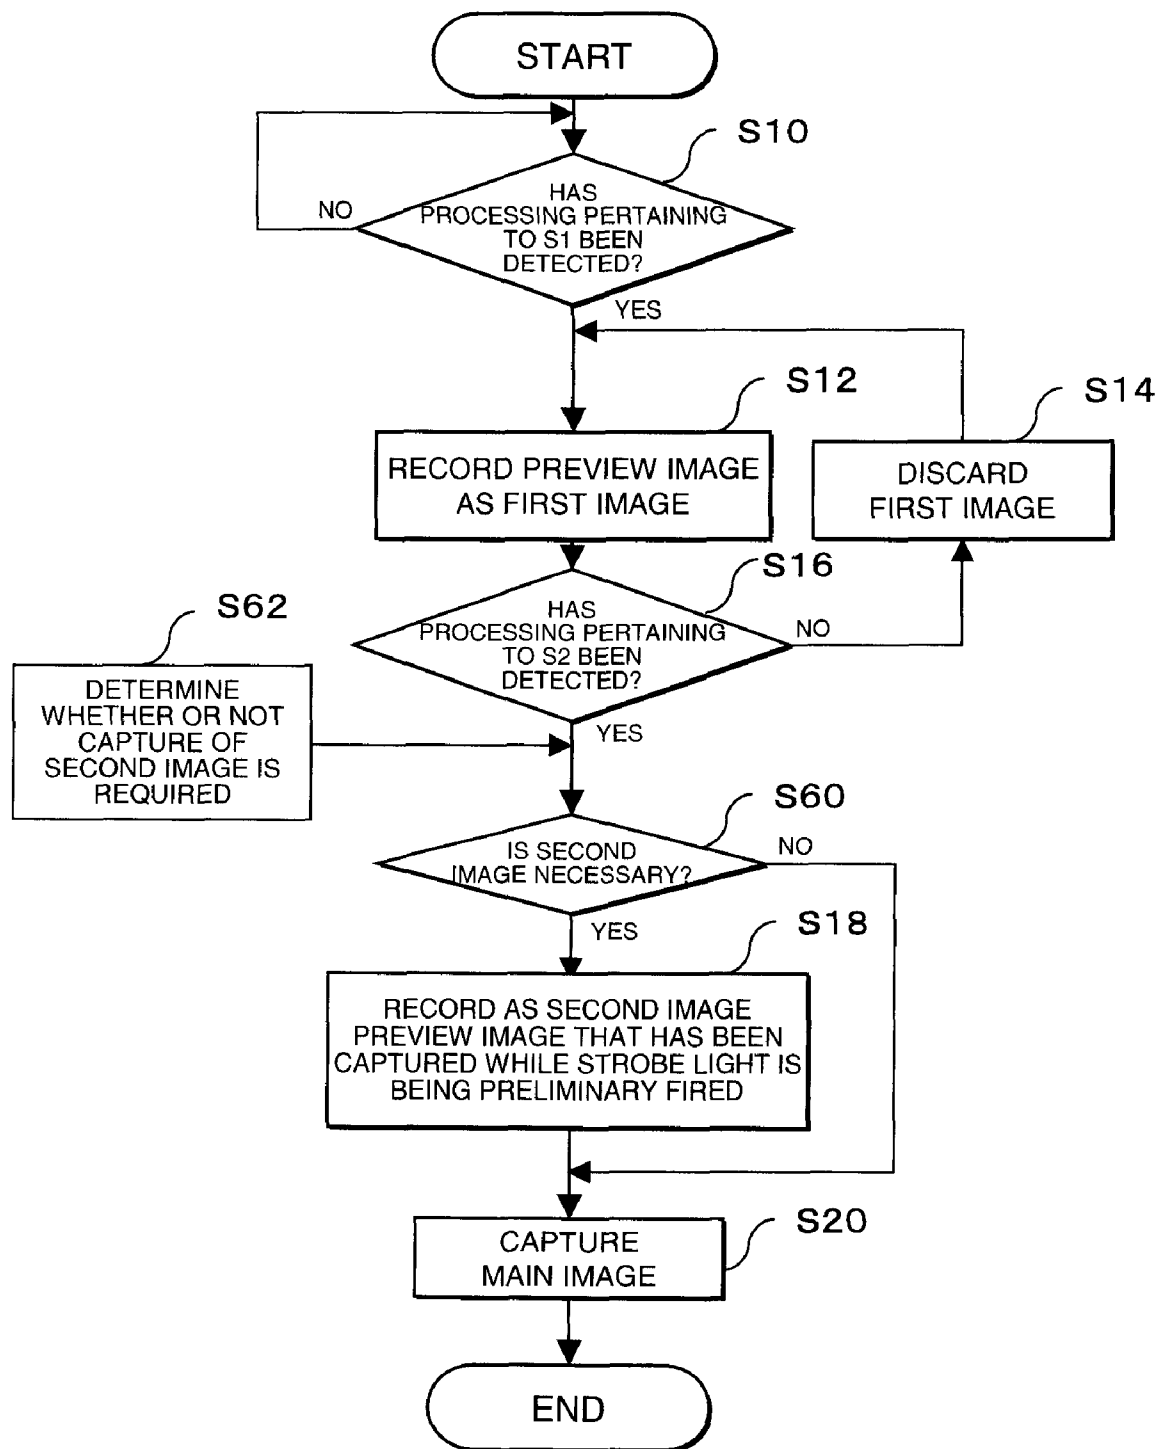 START
S10
HAS
PROCESSING PERTAINING
TO S1 BEEN
DETECTED?
NO
YES
S12
RECORD PREVIEW IMAGE
AS FIRST IMAGE
S14
DISCARD
FIRST IMAGE
S16
HAS
PROCESSING PERTAINING
TO S2 BEEN
DETECTED?
NO
YES
S62
DETERMINE
WHETHER OR NOT
CAPTURE OF
SECOND IMAGE IS
REQUIRED
S60
IS SECOND
IMAGE NECESSARY?
NO
YES
S18
RECORD AS SECOND IMAGE
PREVIEW IMAGE THAT HAS BEEN
CAPTURED WHILE STROBE LIGHT IS
BEING PRELIMINARY FIRED
S20
CAPTURE
MAIN IMAGE
END